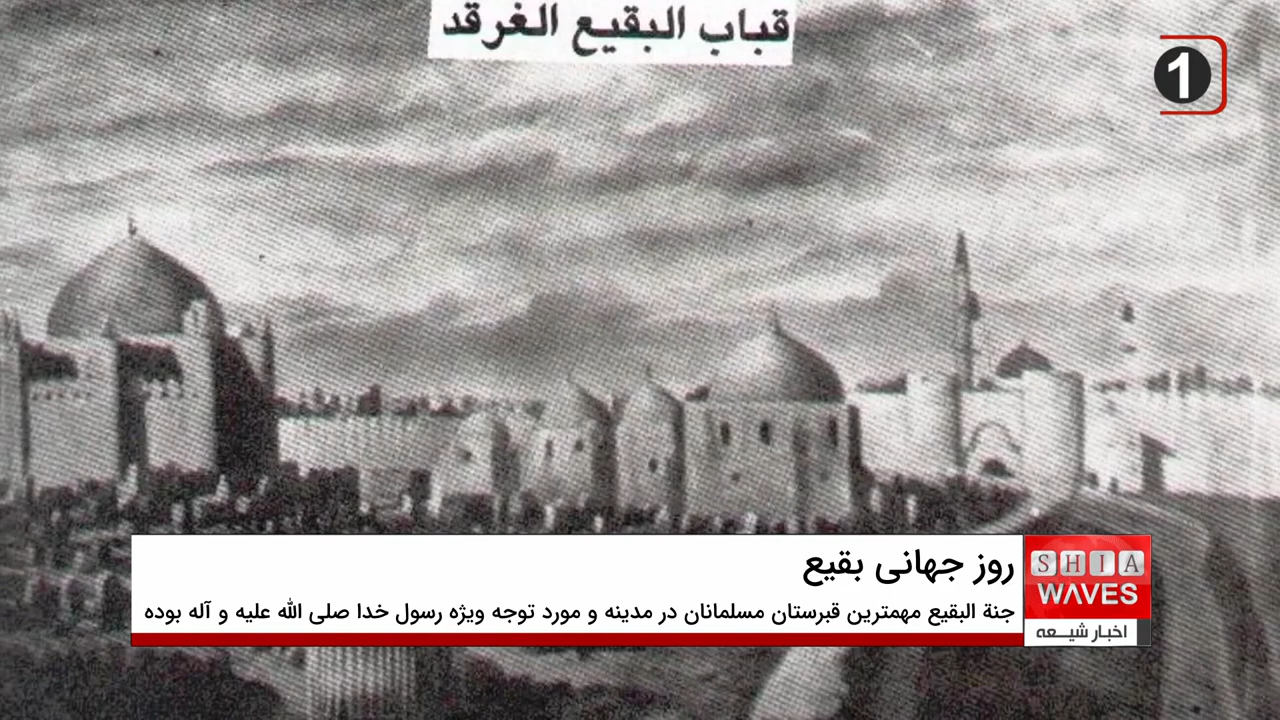 قباب البقيع الغرقد
1
روز جهانی بقیع
جنة البقیع مهمترین قبرستان مسلمانان در مدینه و مورد توجه ویژه رسول خدا صلی الله علیه و آله بوده
SHIA
WAVES
اخبار شیعه